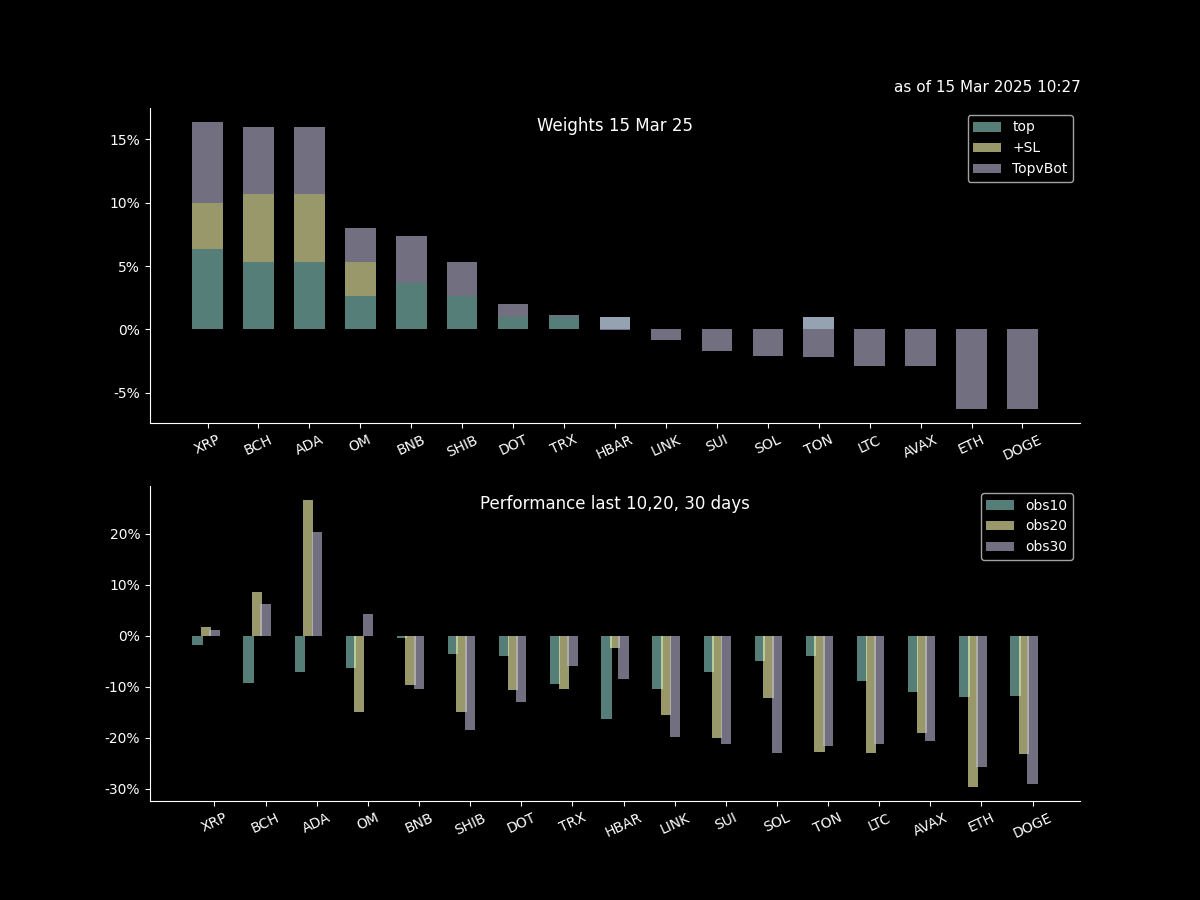 as of 15 Mar 2025 10:27
Weights 15 Mar 25
top
+SL
TopvBot
15%
10%
5%
0%
-5%
XRP BCH ADA OM BNB SHIB DOT TRX HBAR LINK SUI SOL TON LTC AVAX ETH DOGE
Performance last 10,20, 30 days
obs10
obs20
obs30
20%
10%
0%
-10%
-20%
-30%
XRP BCH ADA OM BNB SHIB DOT TRX HBAR LINK SUI SOL TON LTC AVAX ETH DOGE